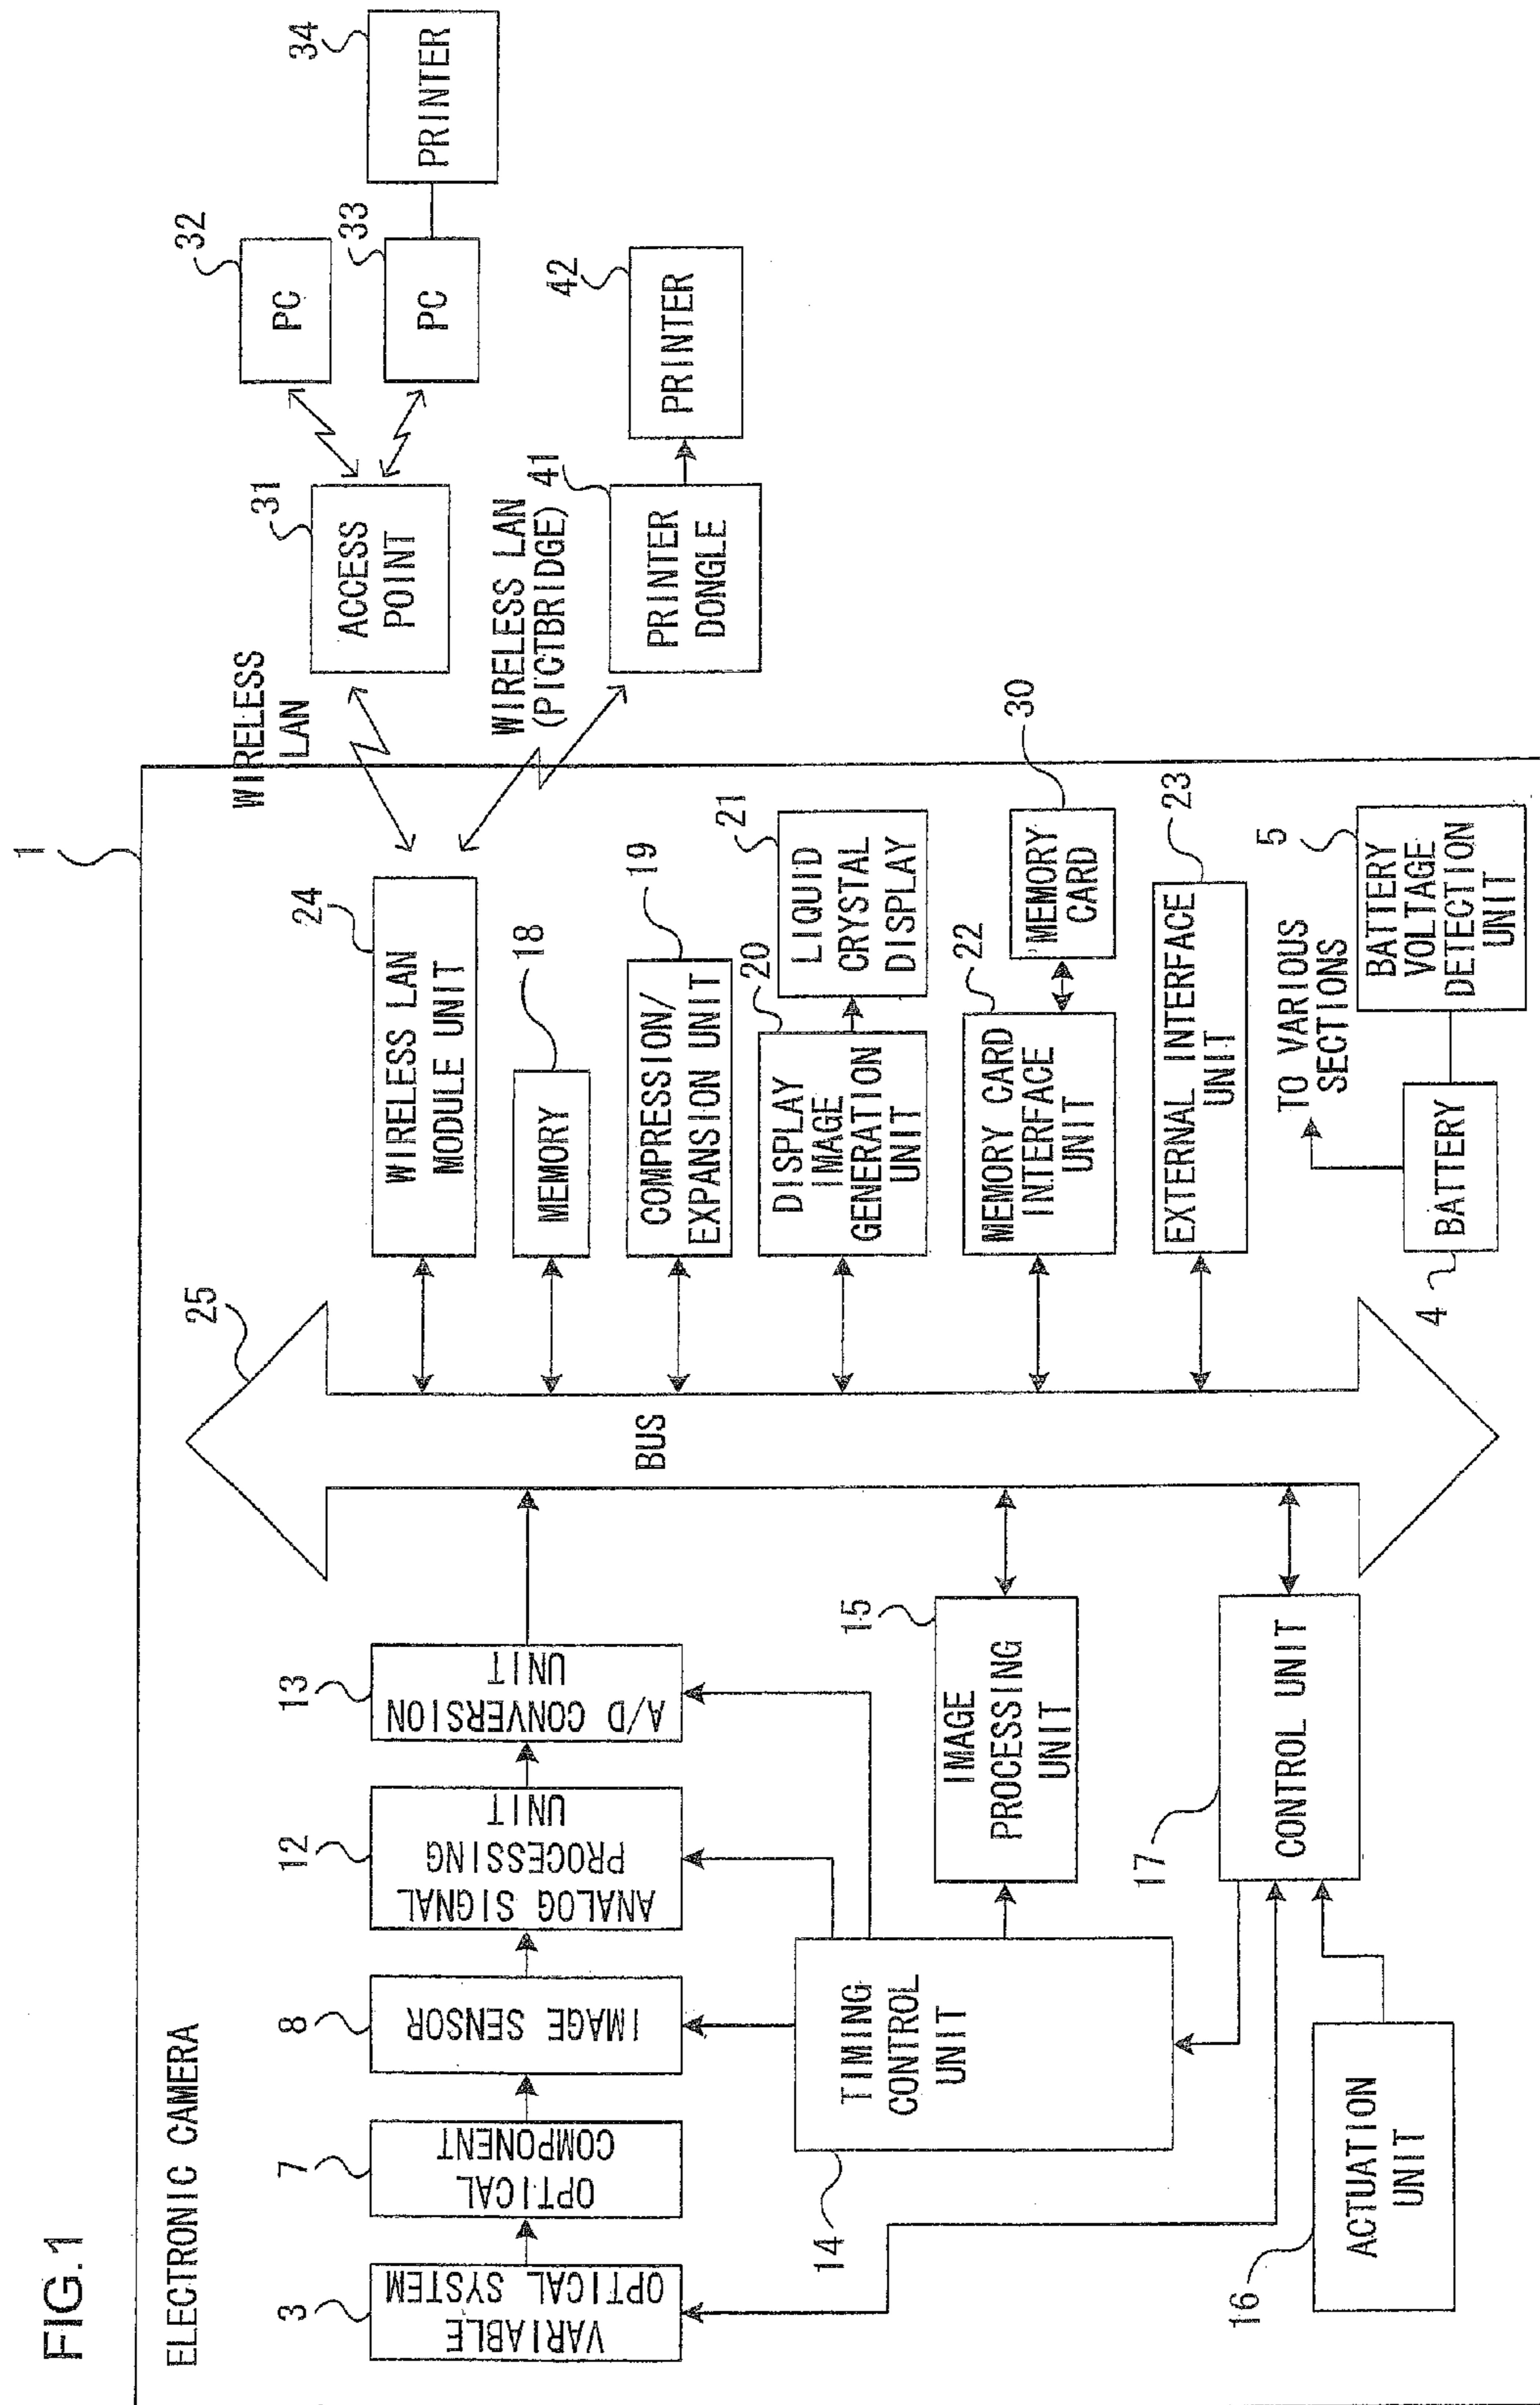 FIG.1
1
ELECTRONIC CAMERA
3
VARIABLE
OPTICAL SYSTEM
7
OPTICAL
COMPONENT
8
IMAGE SENSOR
12
ANALOG SIGNAL
PROCESSING
UNIT
13
A/D CONVERSION
UNIT
14
TIMING
CONTROL
UNIT
15
IMAGE
PROCESSING
UNIT
16
ACTUATION
UNIT
17
CONTROL UNIT
25
BUS
24
WIRELESS LAN
MODULE UNIT
18
MEMORY
19
COMPRESSION/
EXPANSION UNIT
20
DISPLAY
IMAGE
GENERATION
UNIT
21
LIQUID
CRYSTAL
DISPLAY
22
MEMORY CARD
INTERFACE
UNIT
30
MEMORY
CARD
23
EXTERNAL INTERFACE
UNIT
TO VARIOUS
SECTIONS
4
BATTERY
5
BATTERY
VOLTAGE
DETECTION
UNIT
WIRELESS
LAN
31
ACCESS
POINT
32
PC
33
PC
34
PRINTER
WIRELESS LAN
(PICTBRIDGE)
41
PRINTER
DONGLE
42
PRINTER